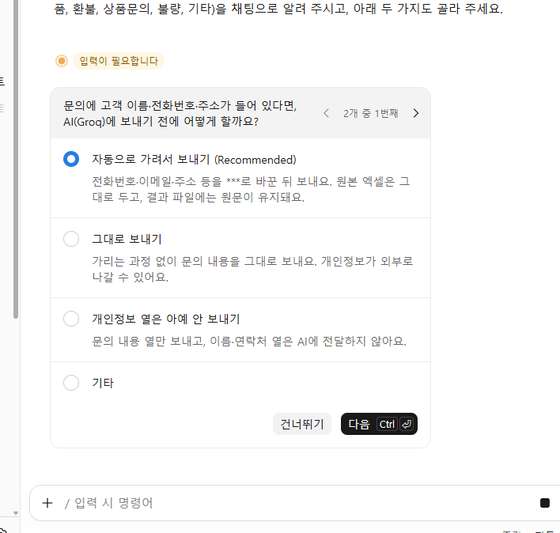 품, 환불, 상품문의, 불량, 기타)을 채팅으로 알려 주시고, 아래 두 가지도 골라 주세요.
입력이 필요합니다
문의에 고객 이름·전화번호·주소가 들어 있다면,
AI(Groq)에 보내기 전에 어떻게 할까요?
2개 중 1번째
자동으로 가려서 보내기 (Recommended)
전화번호·이메일·주소 등을 ***로 바꾼 뒤 보내요. 원본 엑셀은 그
대로 두고, 결과 파일에는 원문이 유지돼요.
그대로 보내기
가리는 과정 없이 문의 내용을 그대로 보내요. 개인정보가 외부로
나갈 수 있어요.
개인정보 열은 아예 안 보내기
문의 내용 열만 보내고, 이름·연락처 열은 AI에 전달하지 않아요.
기타
건너뛰기
다음 Ctrl
/ 입력 시 명령어